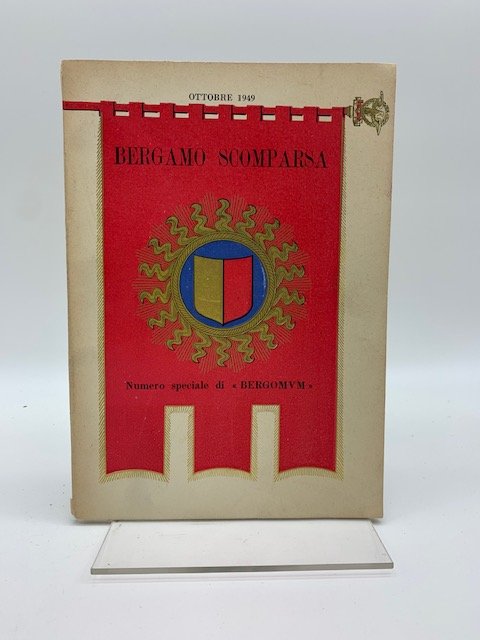 OTTOBRE 1949
BERGAMO SCOMPARSA
Numero speciale di « BERGOMVM »